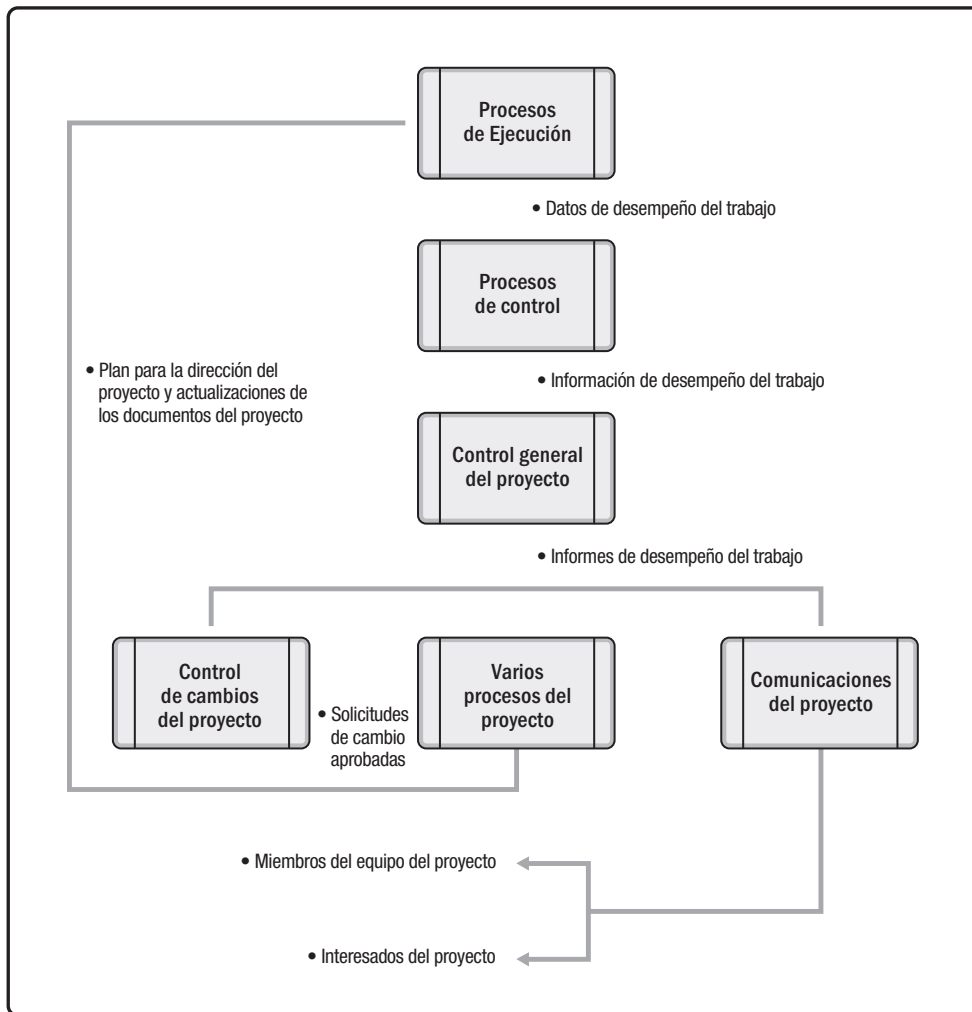 Procesos
de Ejecución
• Datos de desempeño del trabajo
Procesos
de control
• Plan para la dirección del
proyecto y actualizaciones de
los documentos del proyecto
• Información de desempeño del trabajo
Control general
del proyecto
• Informes de desempeño del trabajo
Control
de cambios
del proyecto
• Solicitudes
de cambio
aprobadas
Varios
procesos del
proyecto
Comunicaciones
del proyecto
• Miembros del equipo del proyecto
• Interesados del proyecto